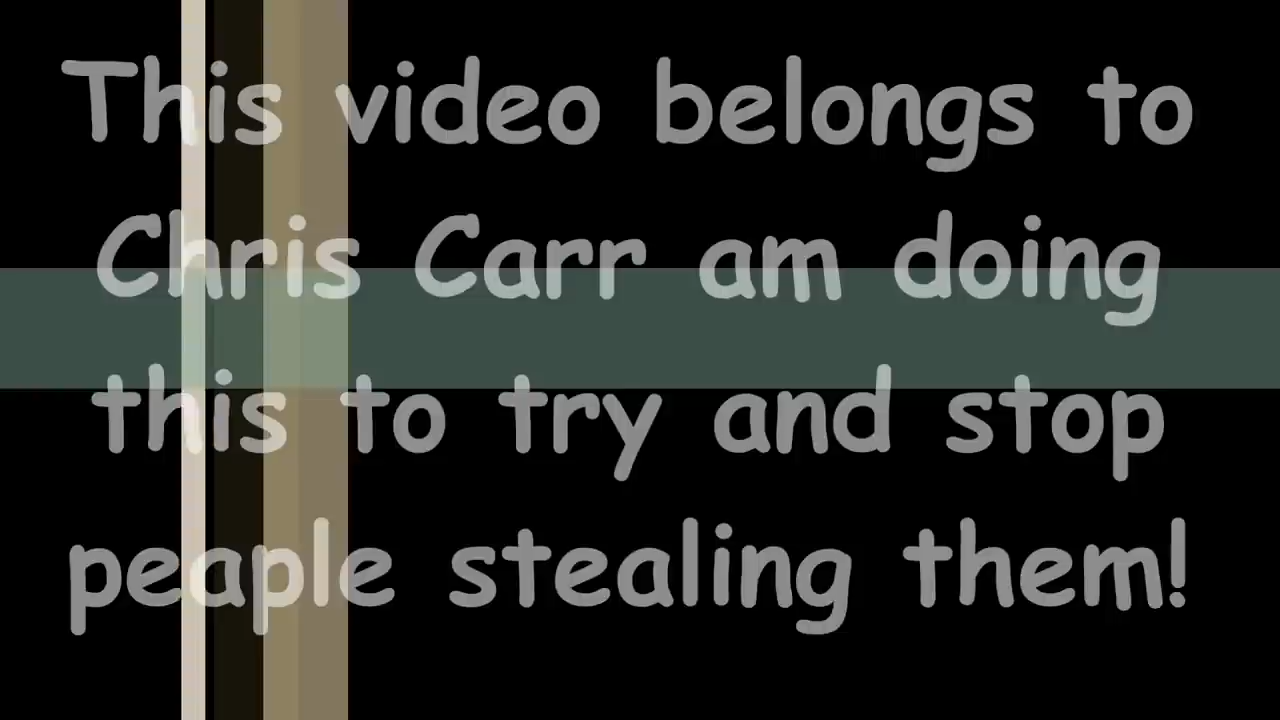 This video belongs to
Chris Carr am doing
this to try and stop
peaple stealing them!